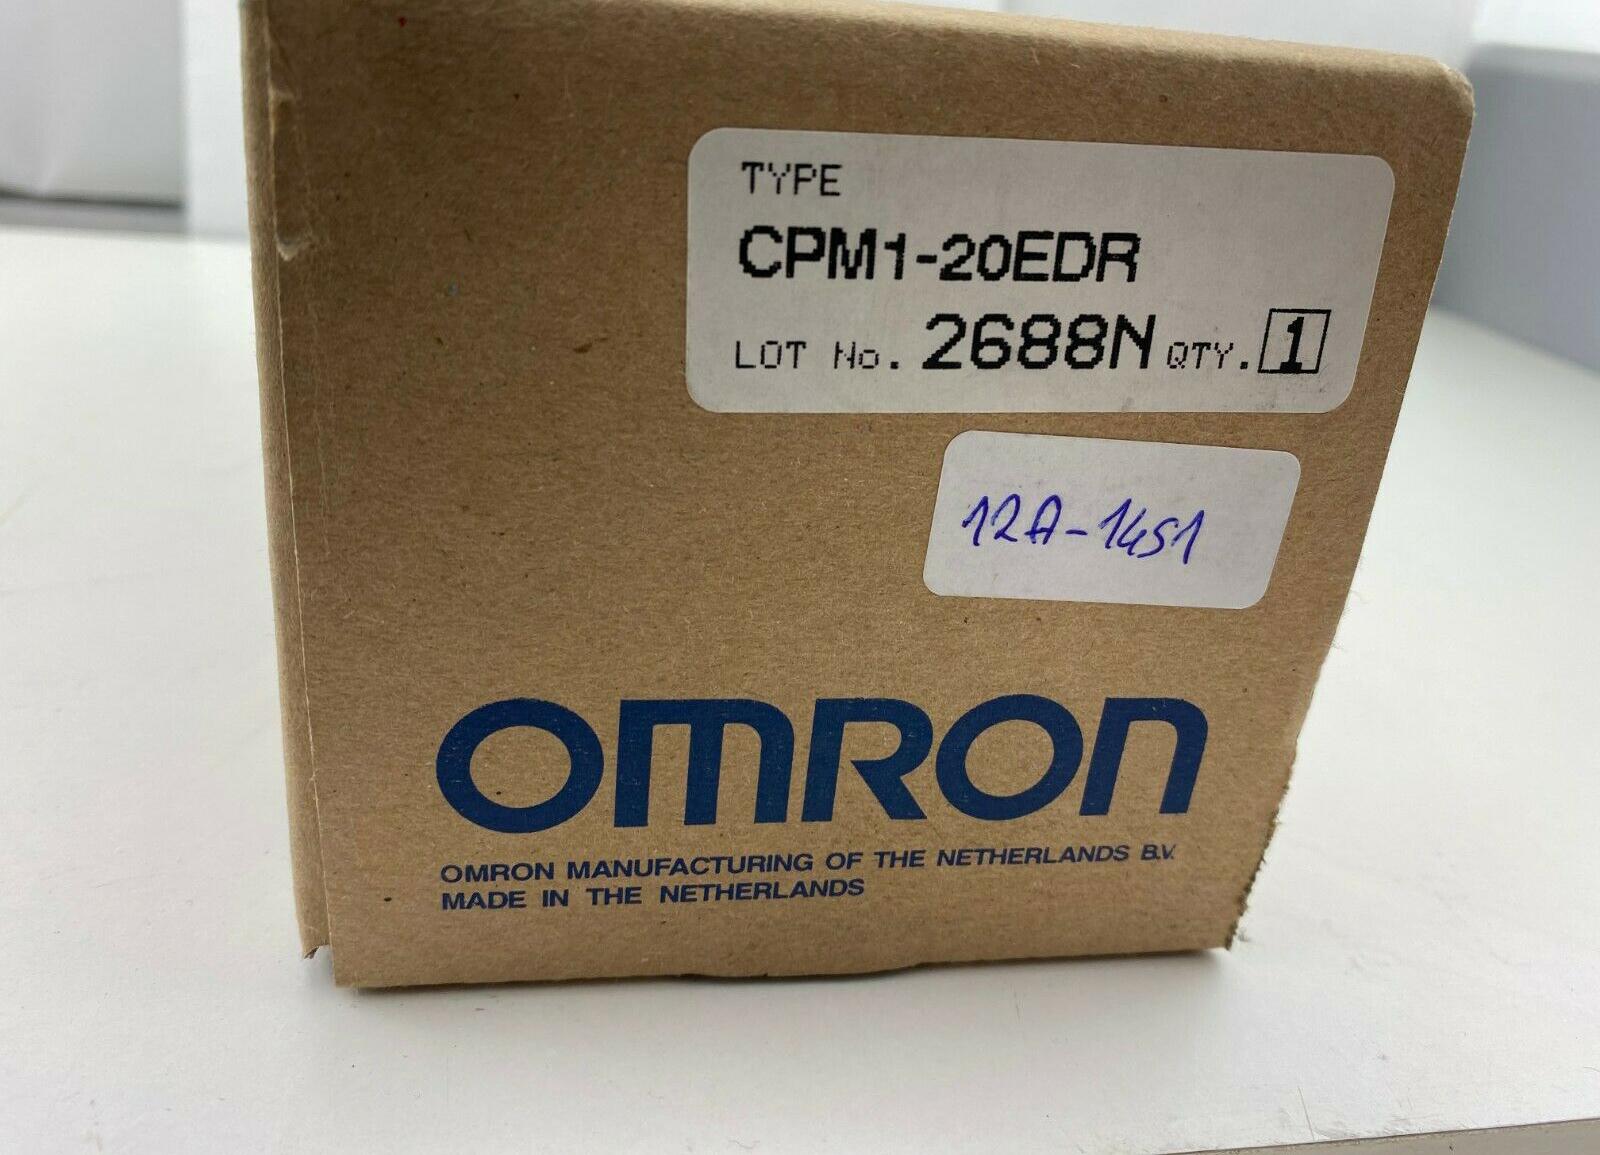 TYPE
CPM1-20EDR
LOT No. 2688N QTY. 1
12A-1451
OMRON
OMRON MANUFACTURING OF THE NETHERLANDS B.V.
MADE IN THE NETHERLANDS